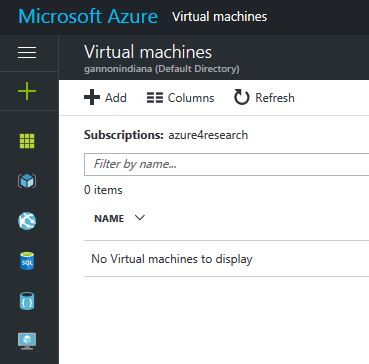 Microsoft Azure Virtual machines
Virtual machines
gannonindiana (Default Directory)
Add Columns Refresh
Subscriptions: azure4research
Filter by name...
0 items
NAME
No Virtual machines to display
SQL